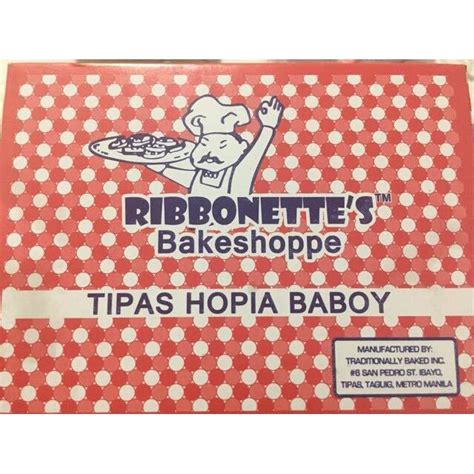 RIBBONETTE'S™
Bakeshoppe
TIPAS HOPIA BABOY
MANUFACTURED BY:
TRADITIONALLY BAKED INC.
#6 SAN PEDRO ST. IBAYO,
TIPAS, TAGUIG, METRO MANILA